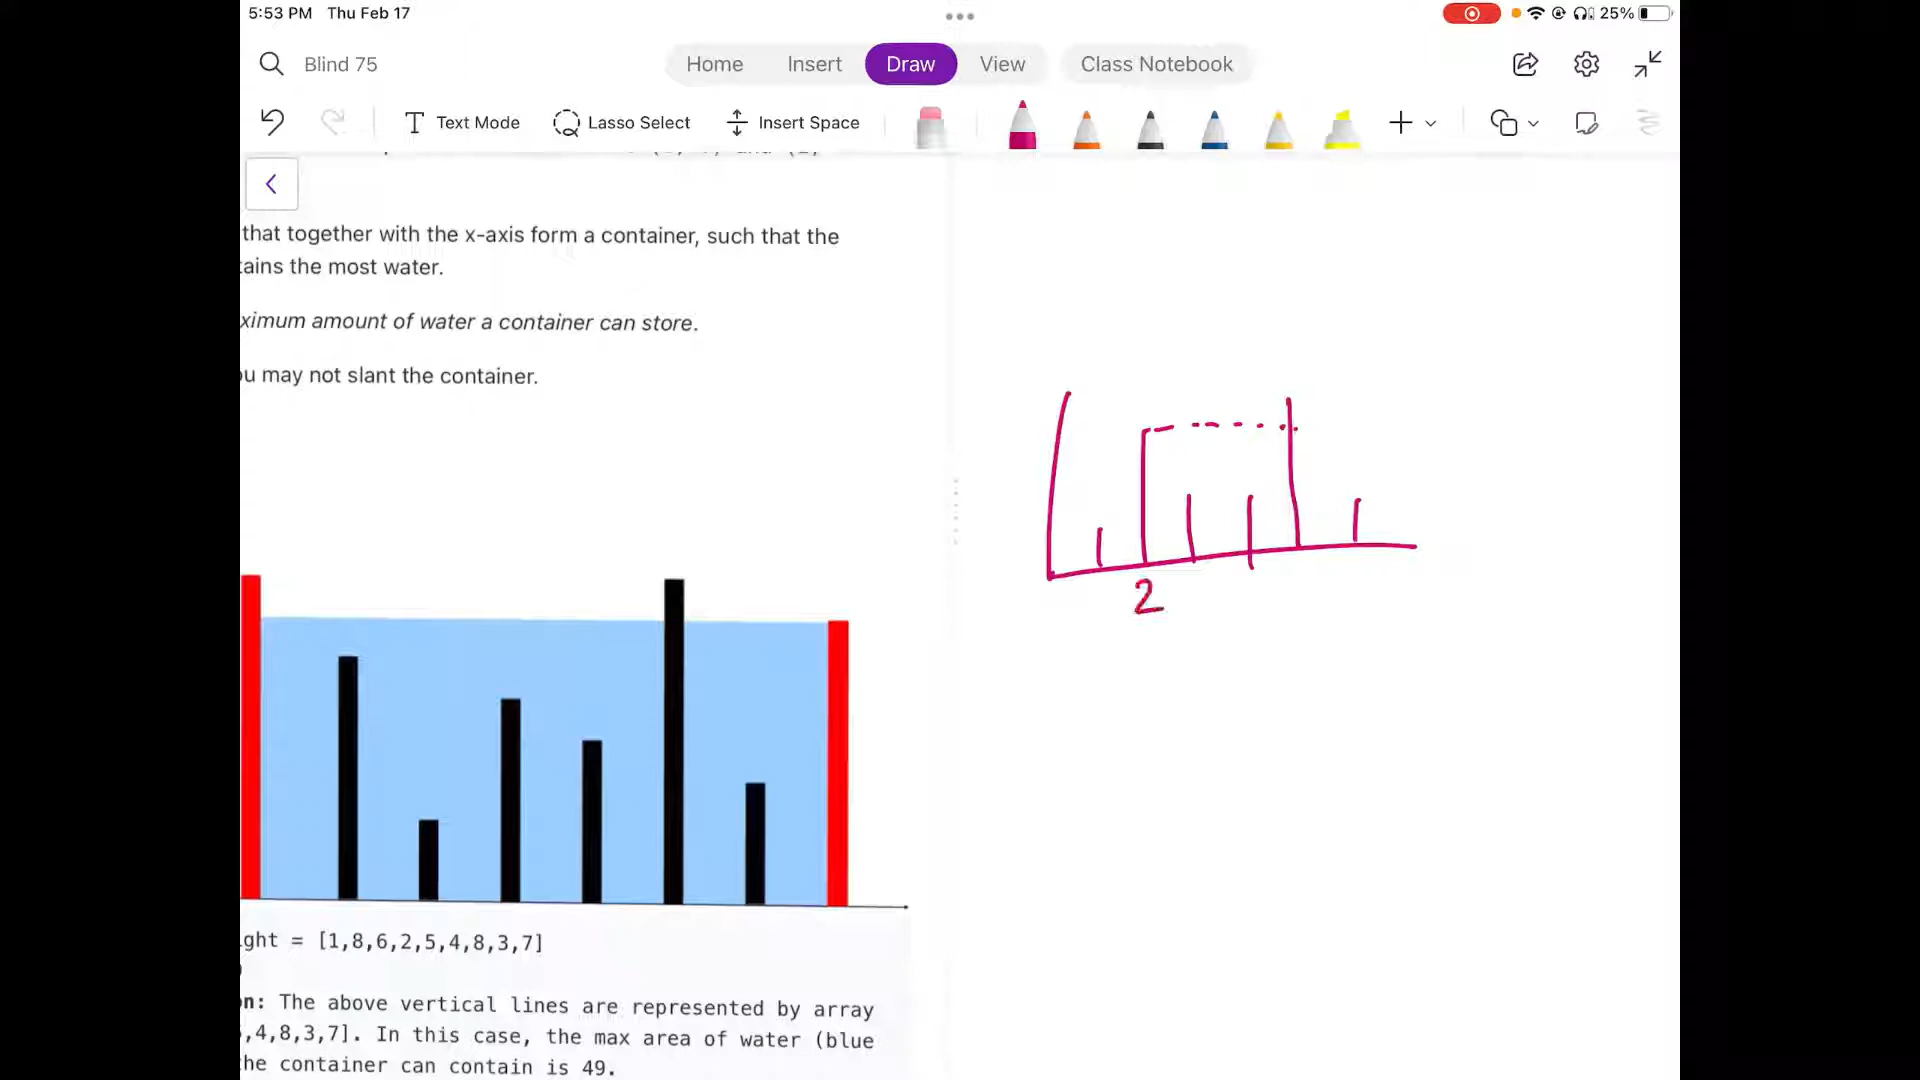 5:53 PM Thu Feb 17
25%
Blind 75
Home Insert Draw View Class Notebook
Text Mode Lasso Select Insert Space
that together with the x-axis form a container, such that the
tains the most water.
ximum amount of water a container can store.
ou may not slant the container.
2
ight = [1,8,6,2,5,4,8,3,7]
on: The above vertical lines are represented by array
,4,8,3,7]. In this case, the max area of water (blue
he container can contain is 49.